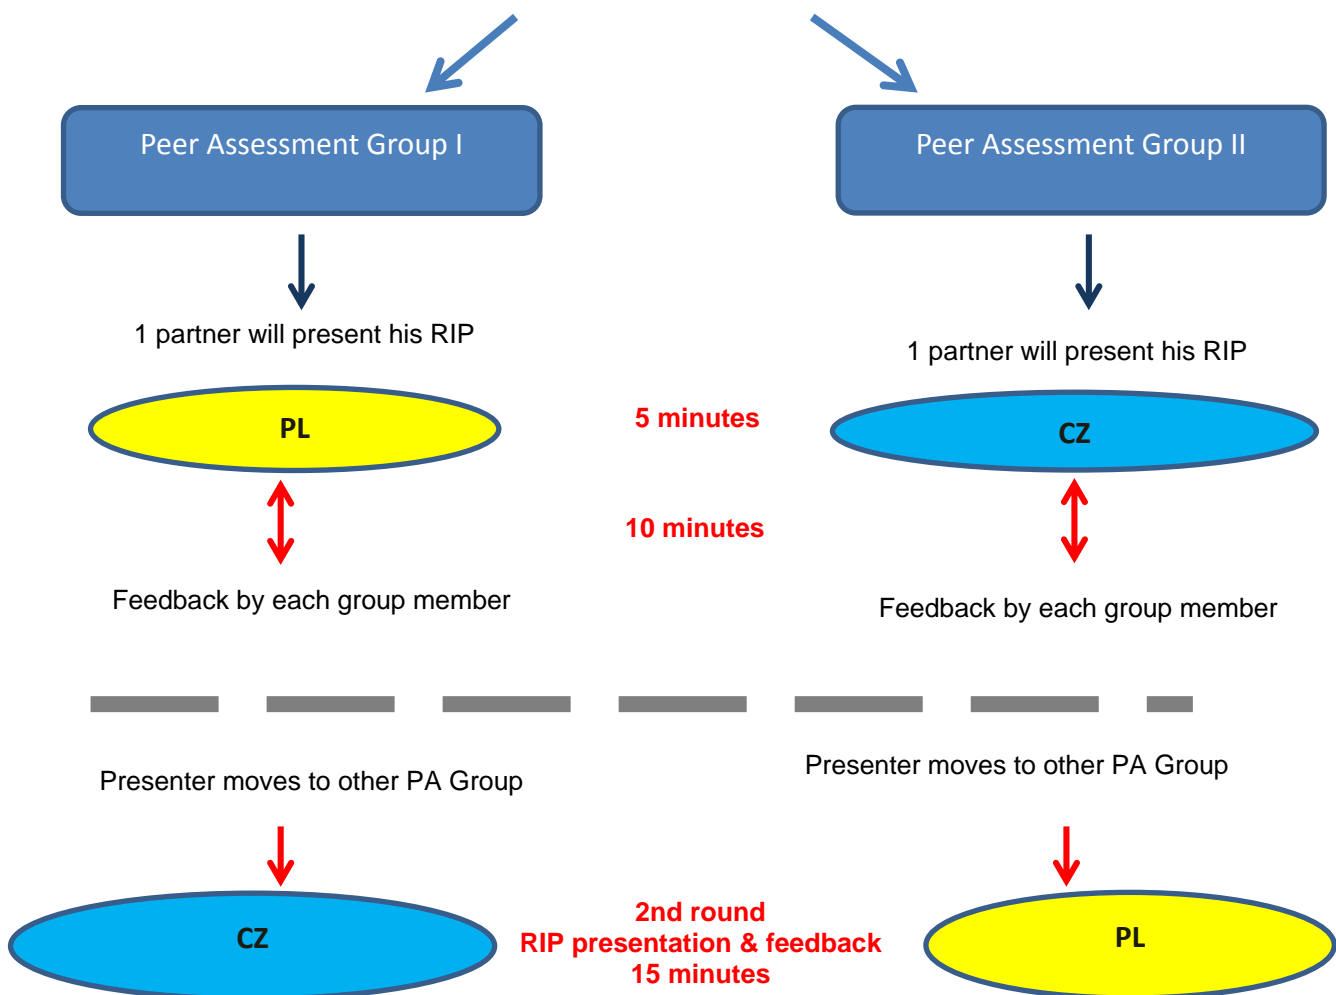 Peer Assessment Group I
Peer Assessment Group II
1 partner will present his RIP
1 partner will present his RIP
PL
5 minutes
CZ
10 minutes
Feedback by each group member
Feedback by each group member
Presenter moves to other PA Group
Presenter moves to other PA Group
CZ
2nd round
RIP presentation & feedback
15 minutes
PL